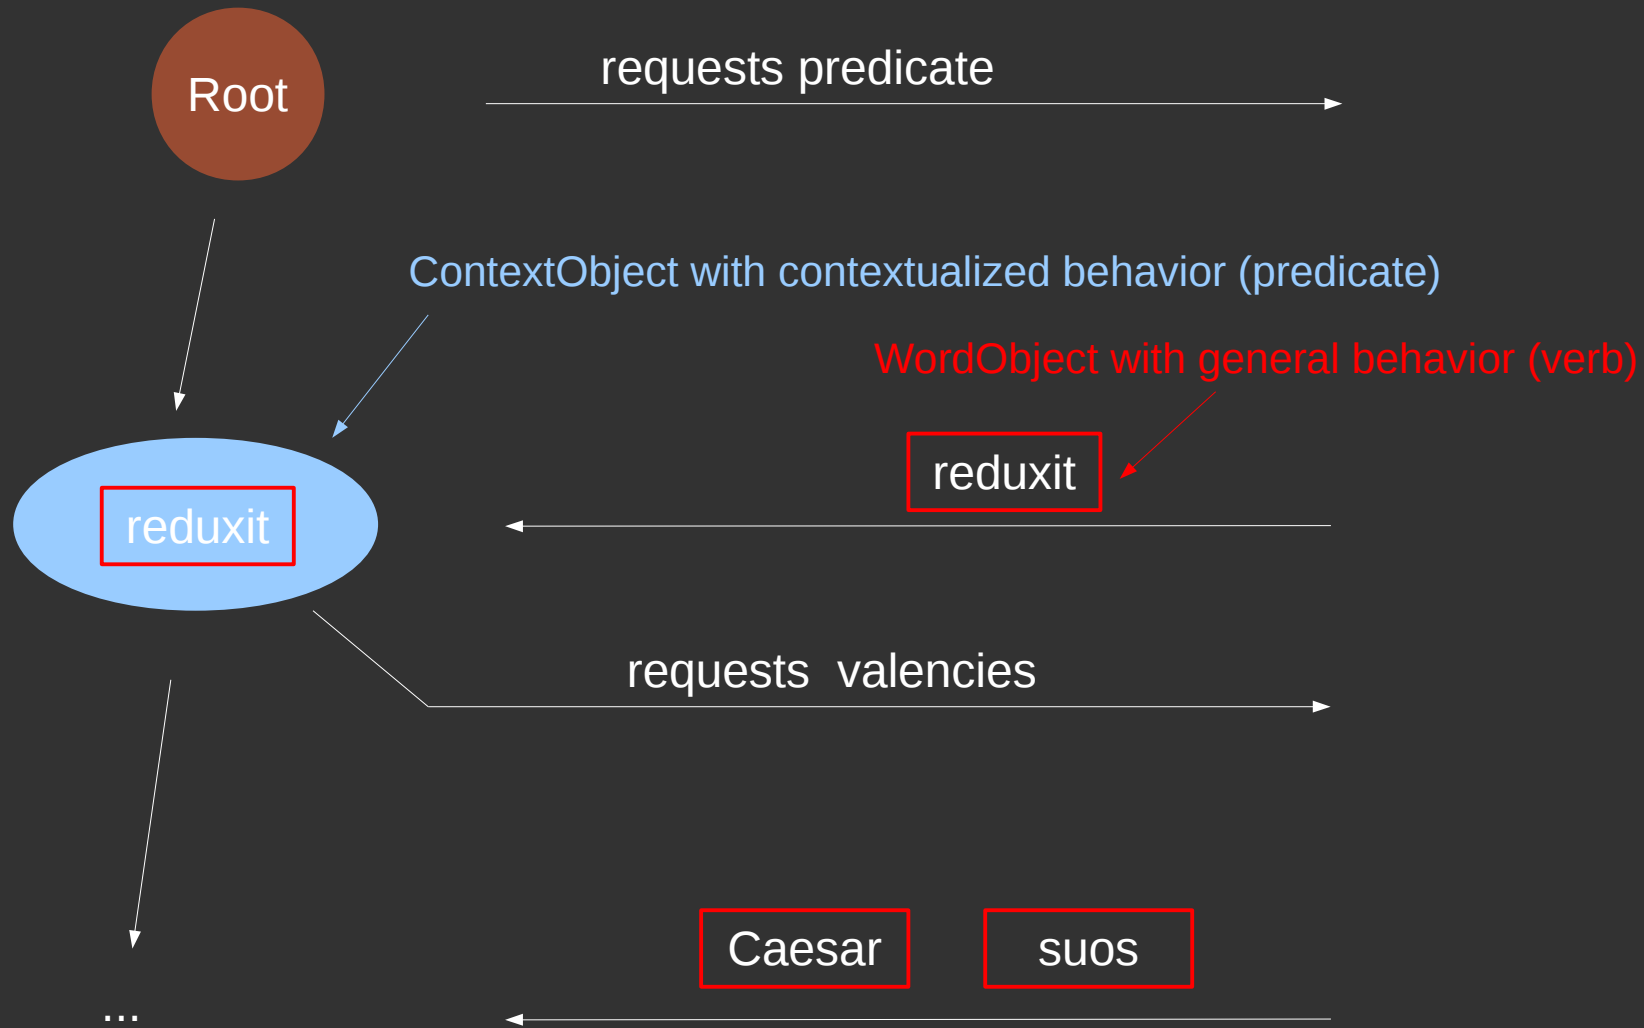 Root
requests predicate
ContextObject with contextualized behavior (predicate)
WordObject with general behavior (verb)
reduxit
reduxit
requests  valencies
Caesar
suos
...